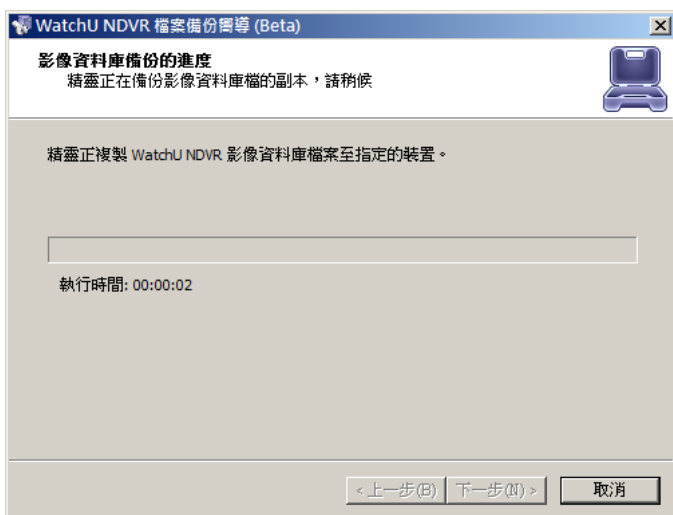 WatchU NDVR 檔案備份嚮導 (Beta)
影像資料庫備份的進度
精靈正在備份影像資料庫檔的副本，請稍候
精靈正複製 WatchU NDVR 影像資料庫檔案至指定的裝置。
執行時間: 00:00:02
<上一步(B) 下一步(N) > 取消